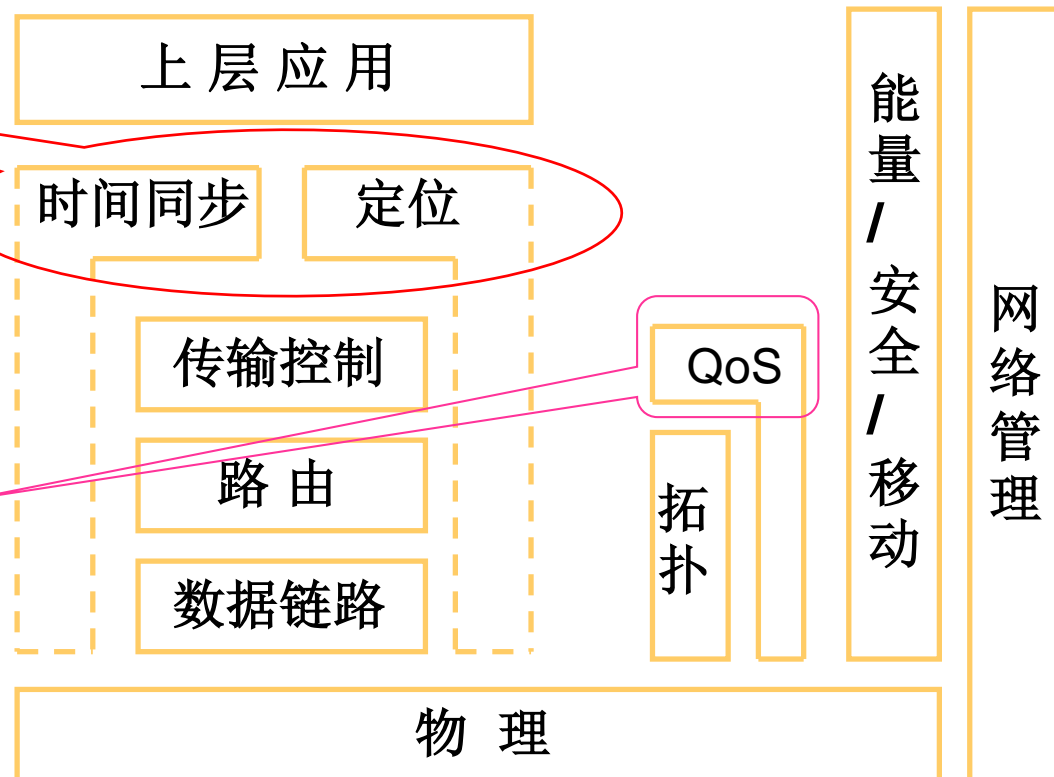 上 层 应 用
时间同步
定位
传输控制
路 由
数据链路
QoS
拓扑
能量/安全/移动
网络管理
物 理